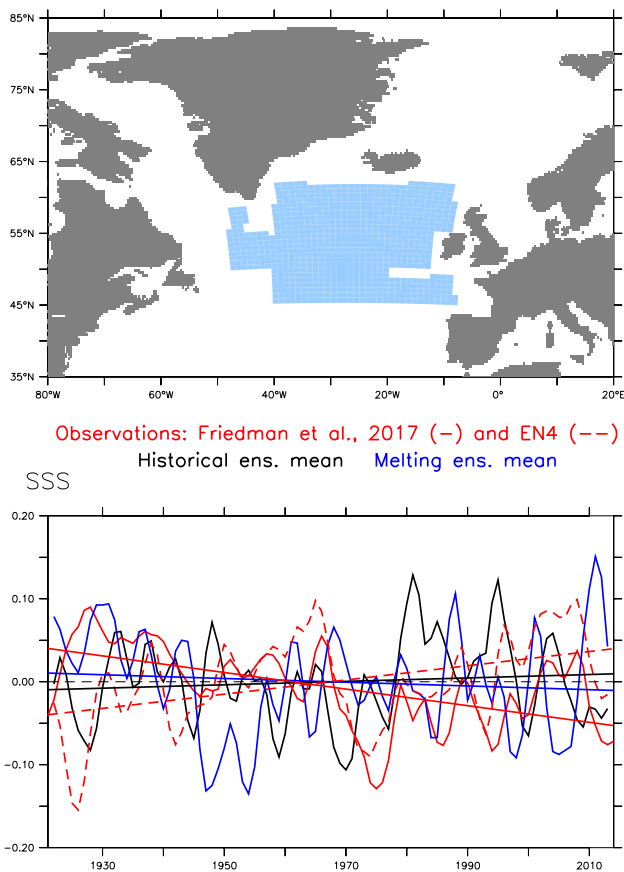 85°N
75°N
65°N
55°N
45°N
35°N
80°W 60°W 40°W 20°W 0° 20°E
Observations: Friedman et al., 2017 (—) and EN4 (——)
Historical ens. mean Melting ens. mean
SSS
0.20
0.10
0.00
−0.10
−0.20
1930 1950 1970 1990 2010